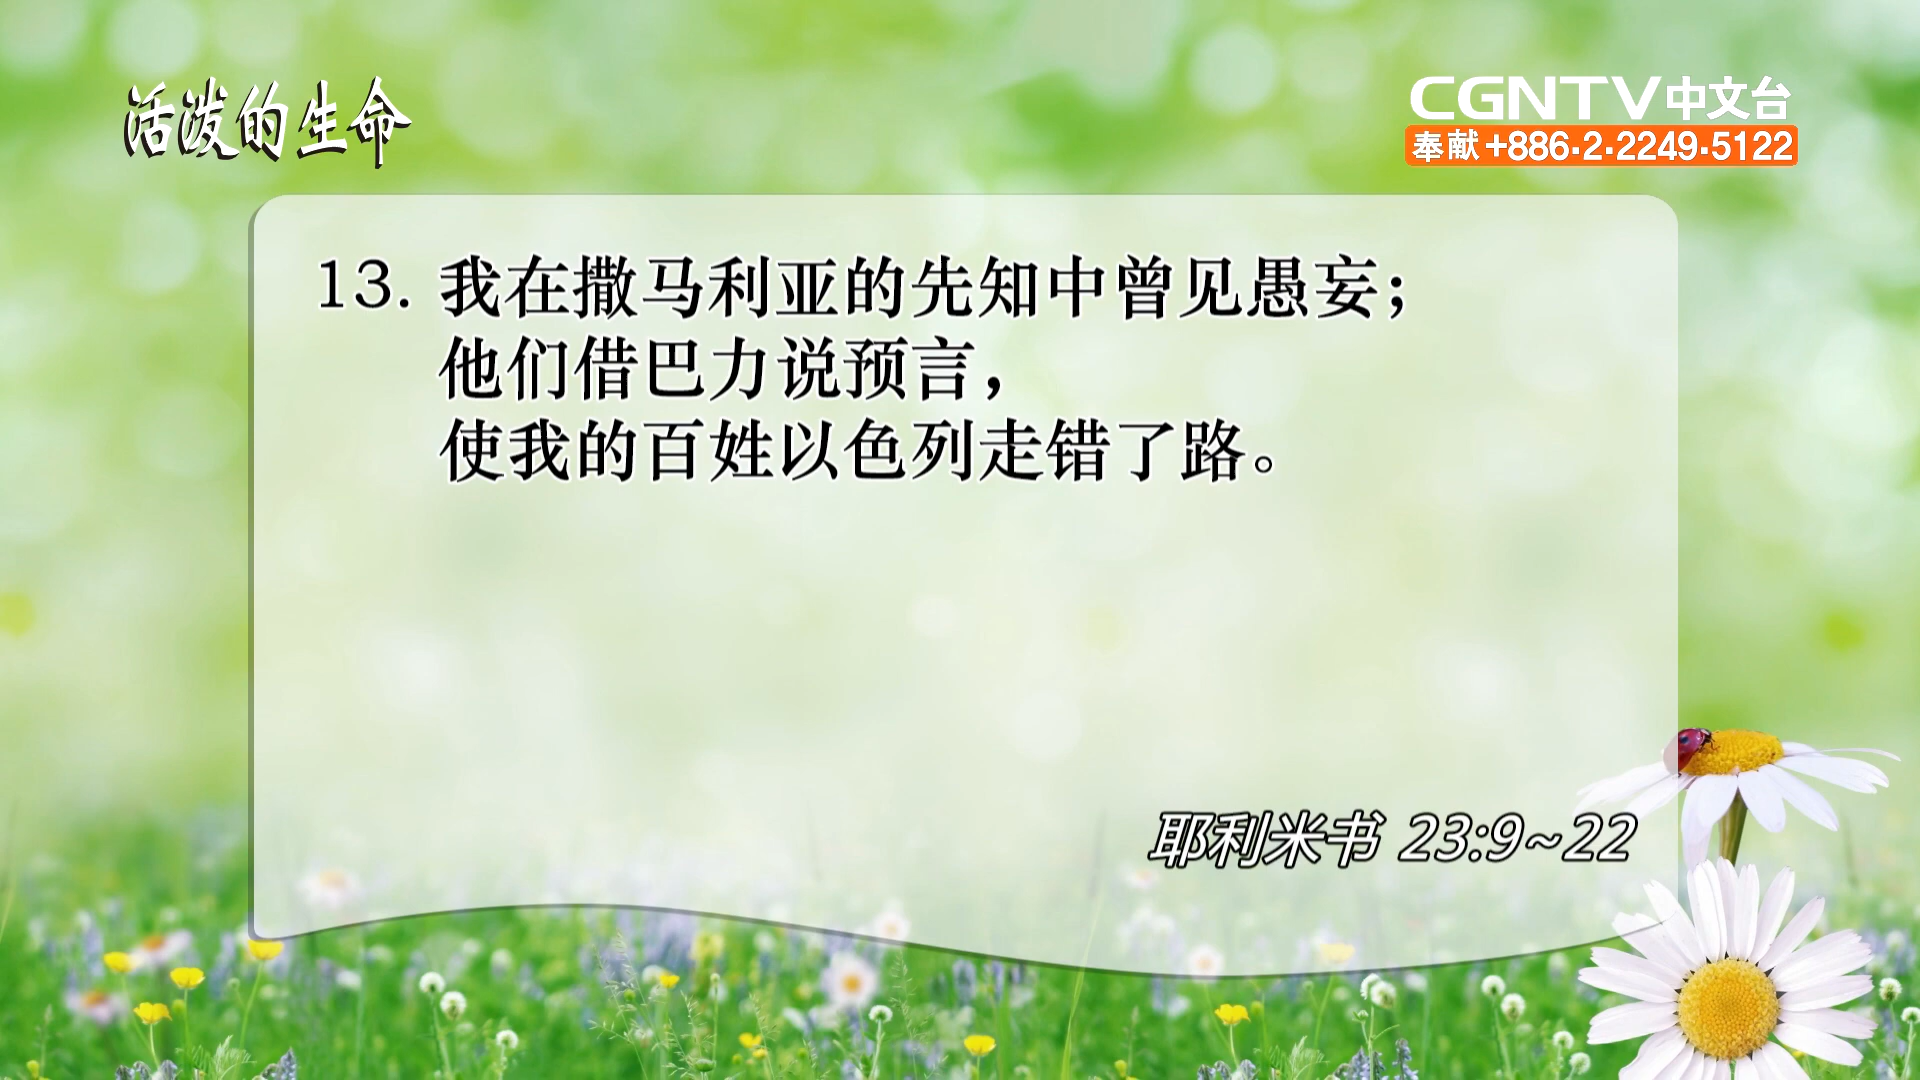 活泼的生命
CGNTV中文台
奉献+886·2·2249·5122
13. 我在撒马利亚的先知中曾见愚妄；
他们借巴力说预言，
使我的百姓以色列走错了路。
耶利米书 23:9~22